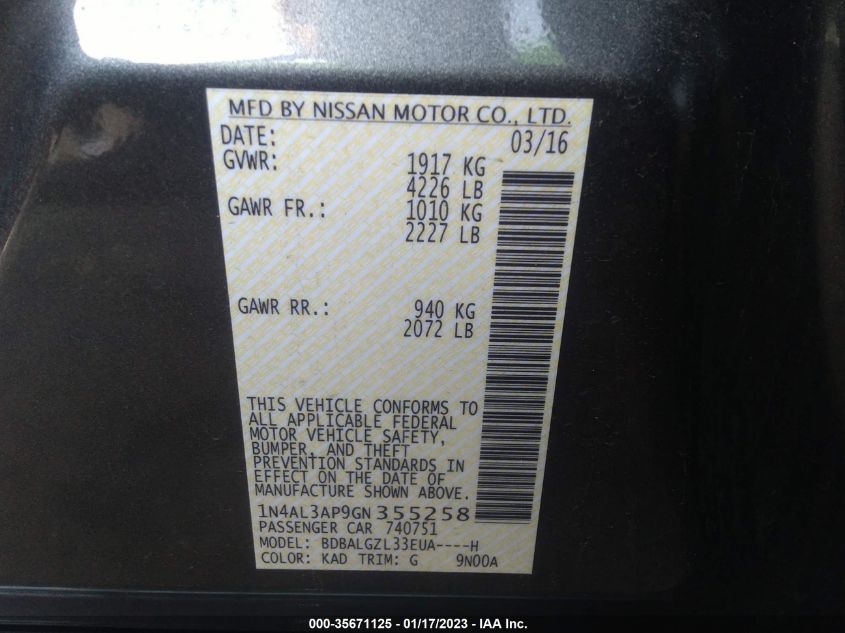 MFD BY NISSAN MOTOR CO., LTD.
DATE: 03/16
GVWR: 1917 KG
4226 LB
GAWR FR.: 1010 KG
2227 LB
GAWR RR.: 940 KG
2072 LB
THIS VEHICLE CONFORMS TO
ALL APPLICABLE FEDERAL
MOTOR VEHICLE SAFETY,
BUMPER, AND THEFT
PREVENTION STANDARDS IN
EFFECT ON THE DATE OF
MANUFACTURE SHOWN ABOVE.
1N4AL3AP9GN355258
PASSENGER CAR 740751
MODEL: BDBALGZL33EUA----H
COLOR: KAD TRIM: G 9N00A
000-35671125 - 01/17/2023 - IAA Inc.